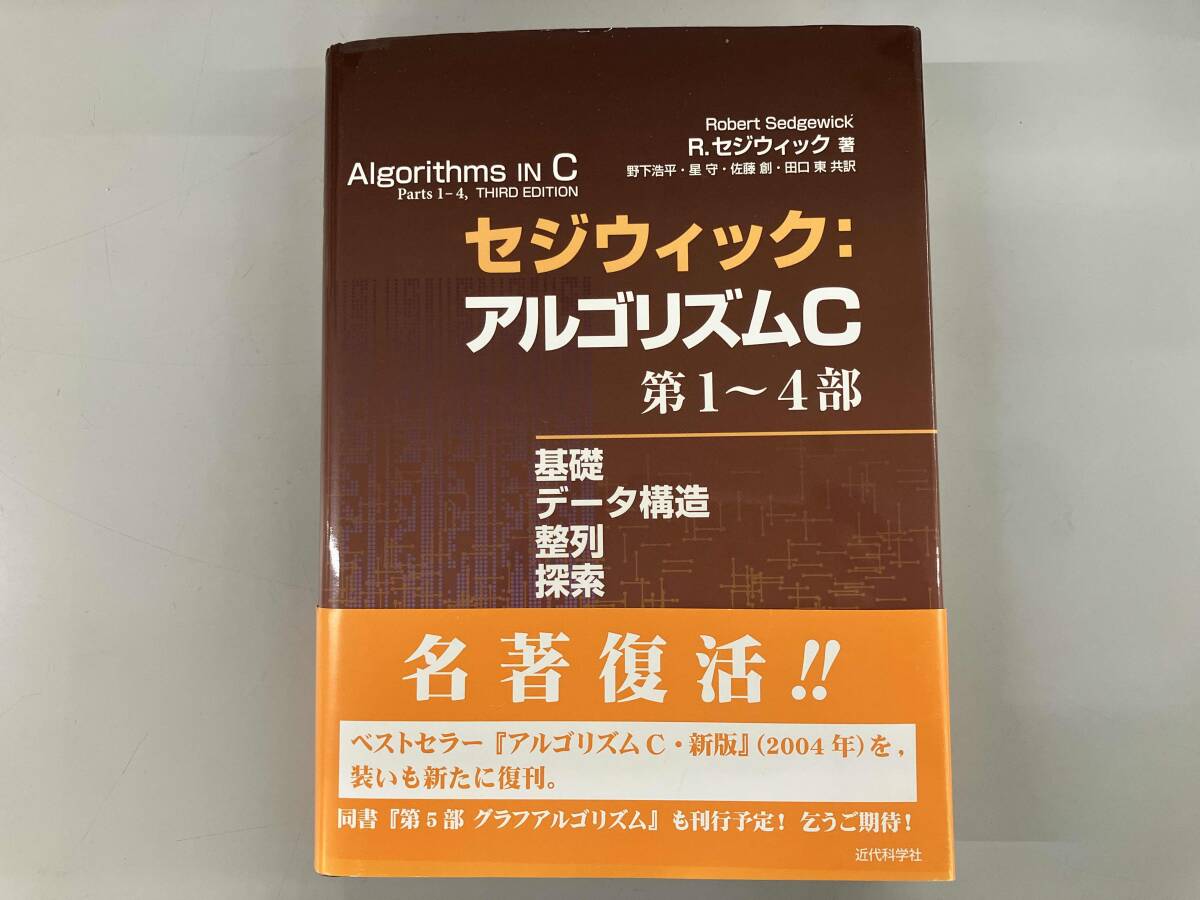 Robert Sedgewick
R.セジウィック 著
野下浩平・星 守・佐藤 創・田口 東 共訳
Algorithms IN C
Parts 1–4, THIRD EDITION
セジウィック:
アルゴリズムC
第1~4部
基礎
データ構造
整列
探索
名著復活!!
ベストセラー『アルゴリズムC・新版』(2004年)を,
装いも新たに復刊。
同書『第5部 グラフアルゴリズム』も刊行予定! 乞うご期待!
近代科学社